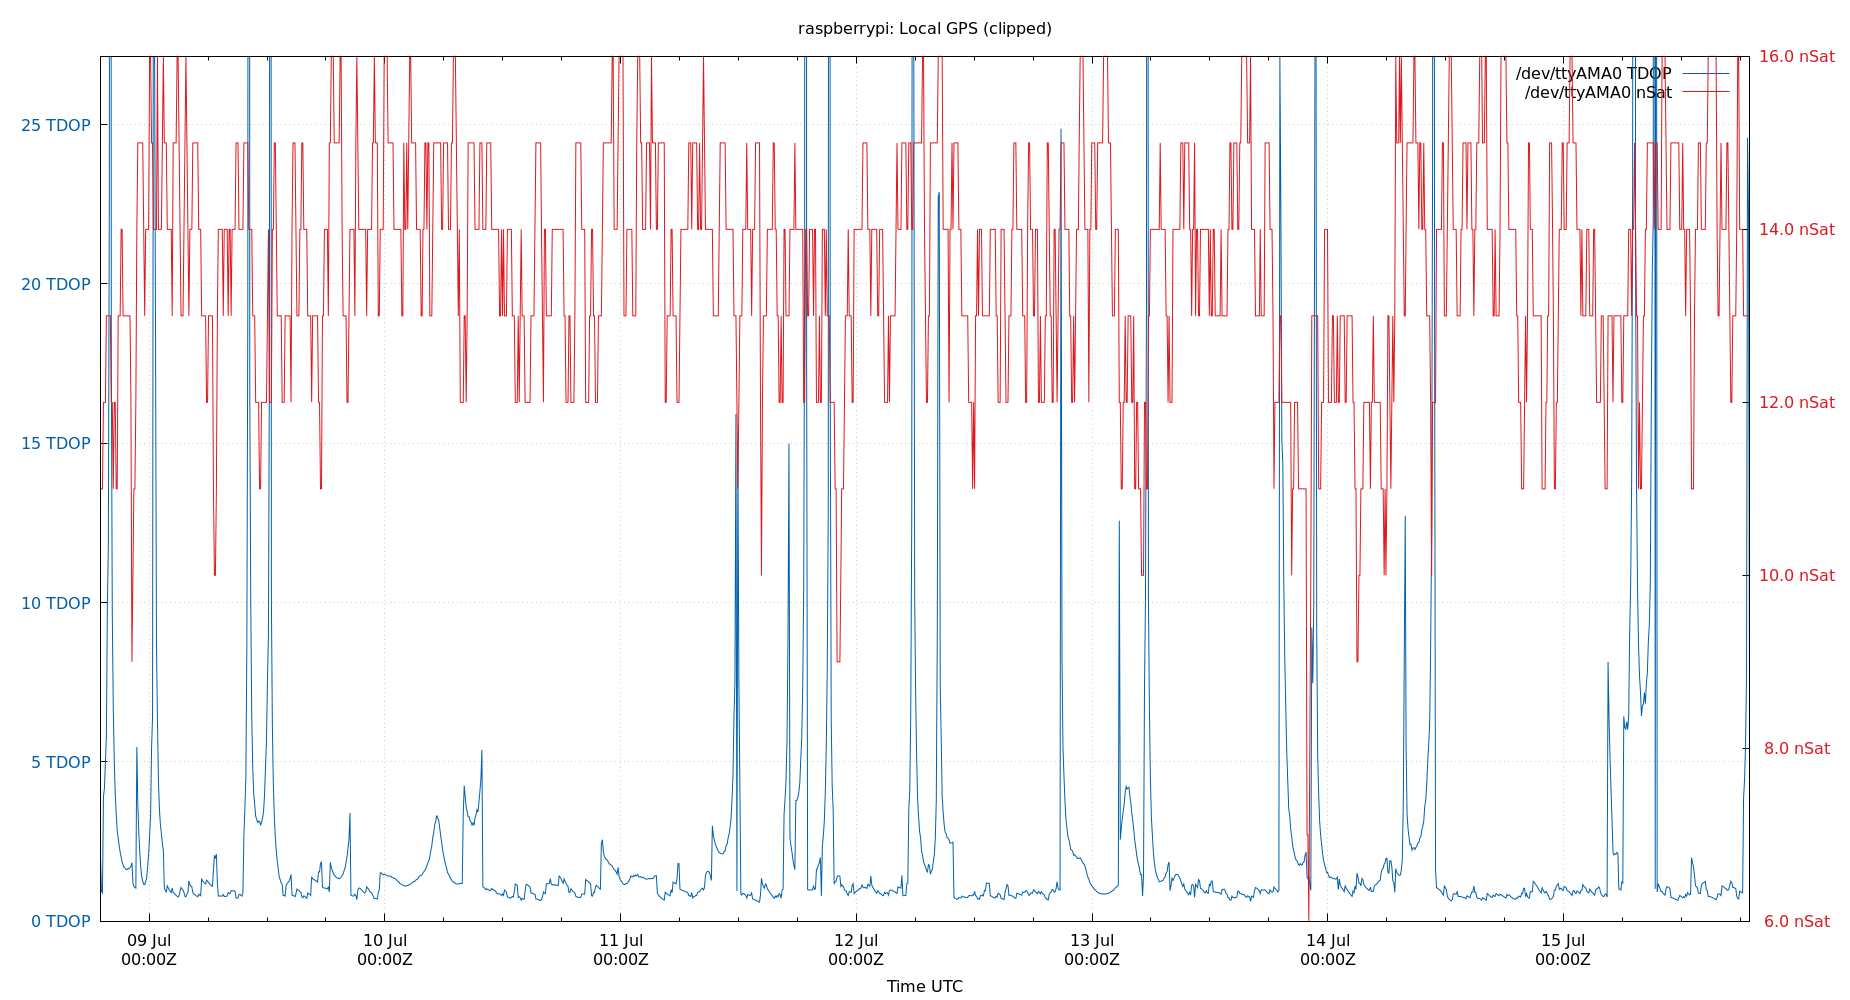 raspberrypi: Local GPS (clipped)
/dev/ttyAMA0 TDOP
/dev/ttyAMA0 nSat
25 TDOP
20 TDOP
15 TDOP
10 TDOP
5 TDOP
0 TDOP
16.0 nSat
14.0 nSat
12.0 nSat
10.0 nSat
8.0 nSat
6.0 nSat
09 Jul 10 Jul 11 Jul 12 Jul 13 Jul 14 Jul 15 Jul
00:00Z 00:00Z 00:00Z 00:00Z 00:00Z 00:00Z 00:00Z
Time UTC